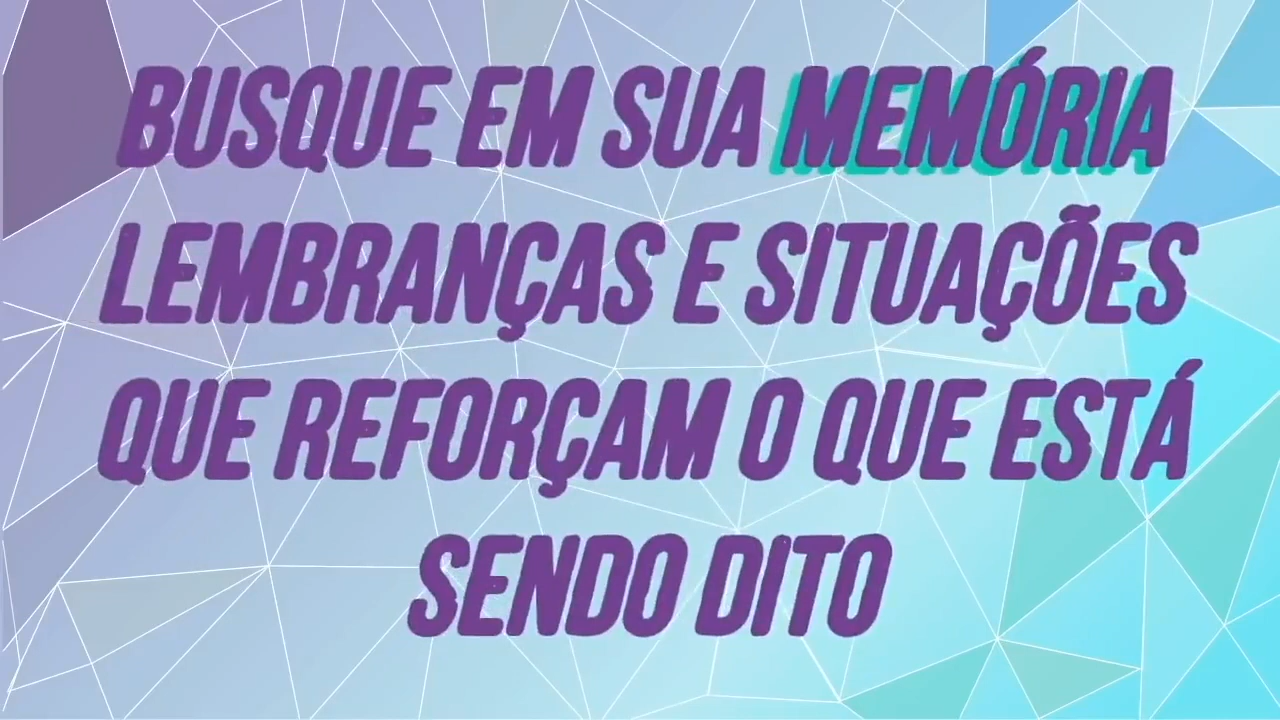 BUSQUE EM SUA MEMÓRIA
LEMBRANÇAS E SITUAÇÕES
QUE REFORÇAM O QUE ESTÁ
SENDO DITO